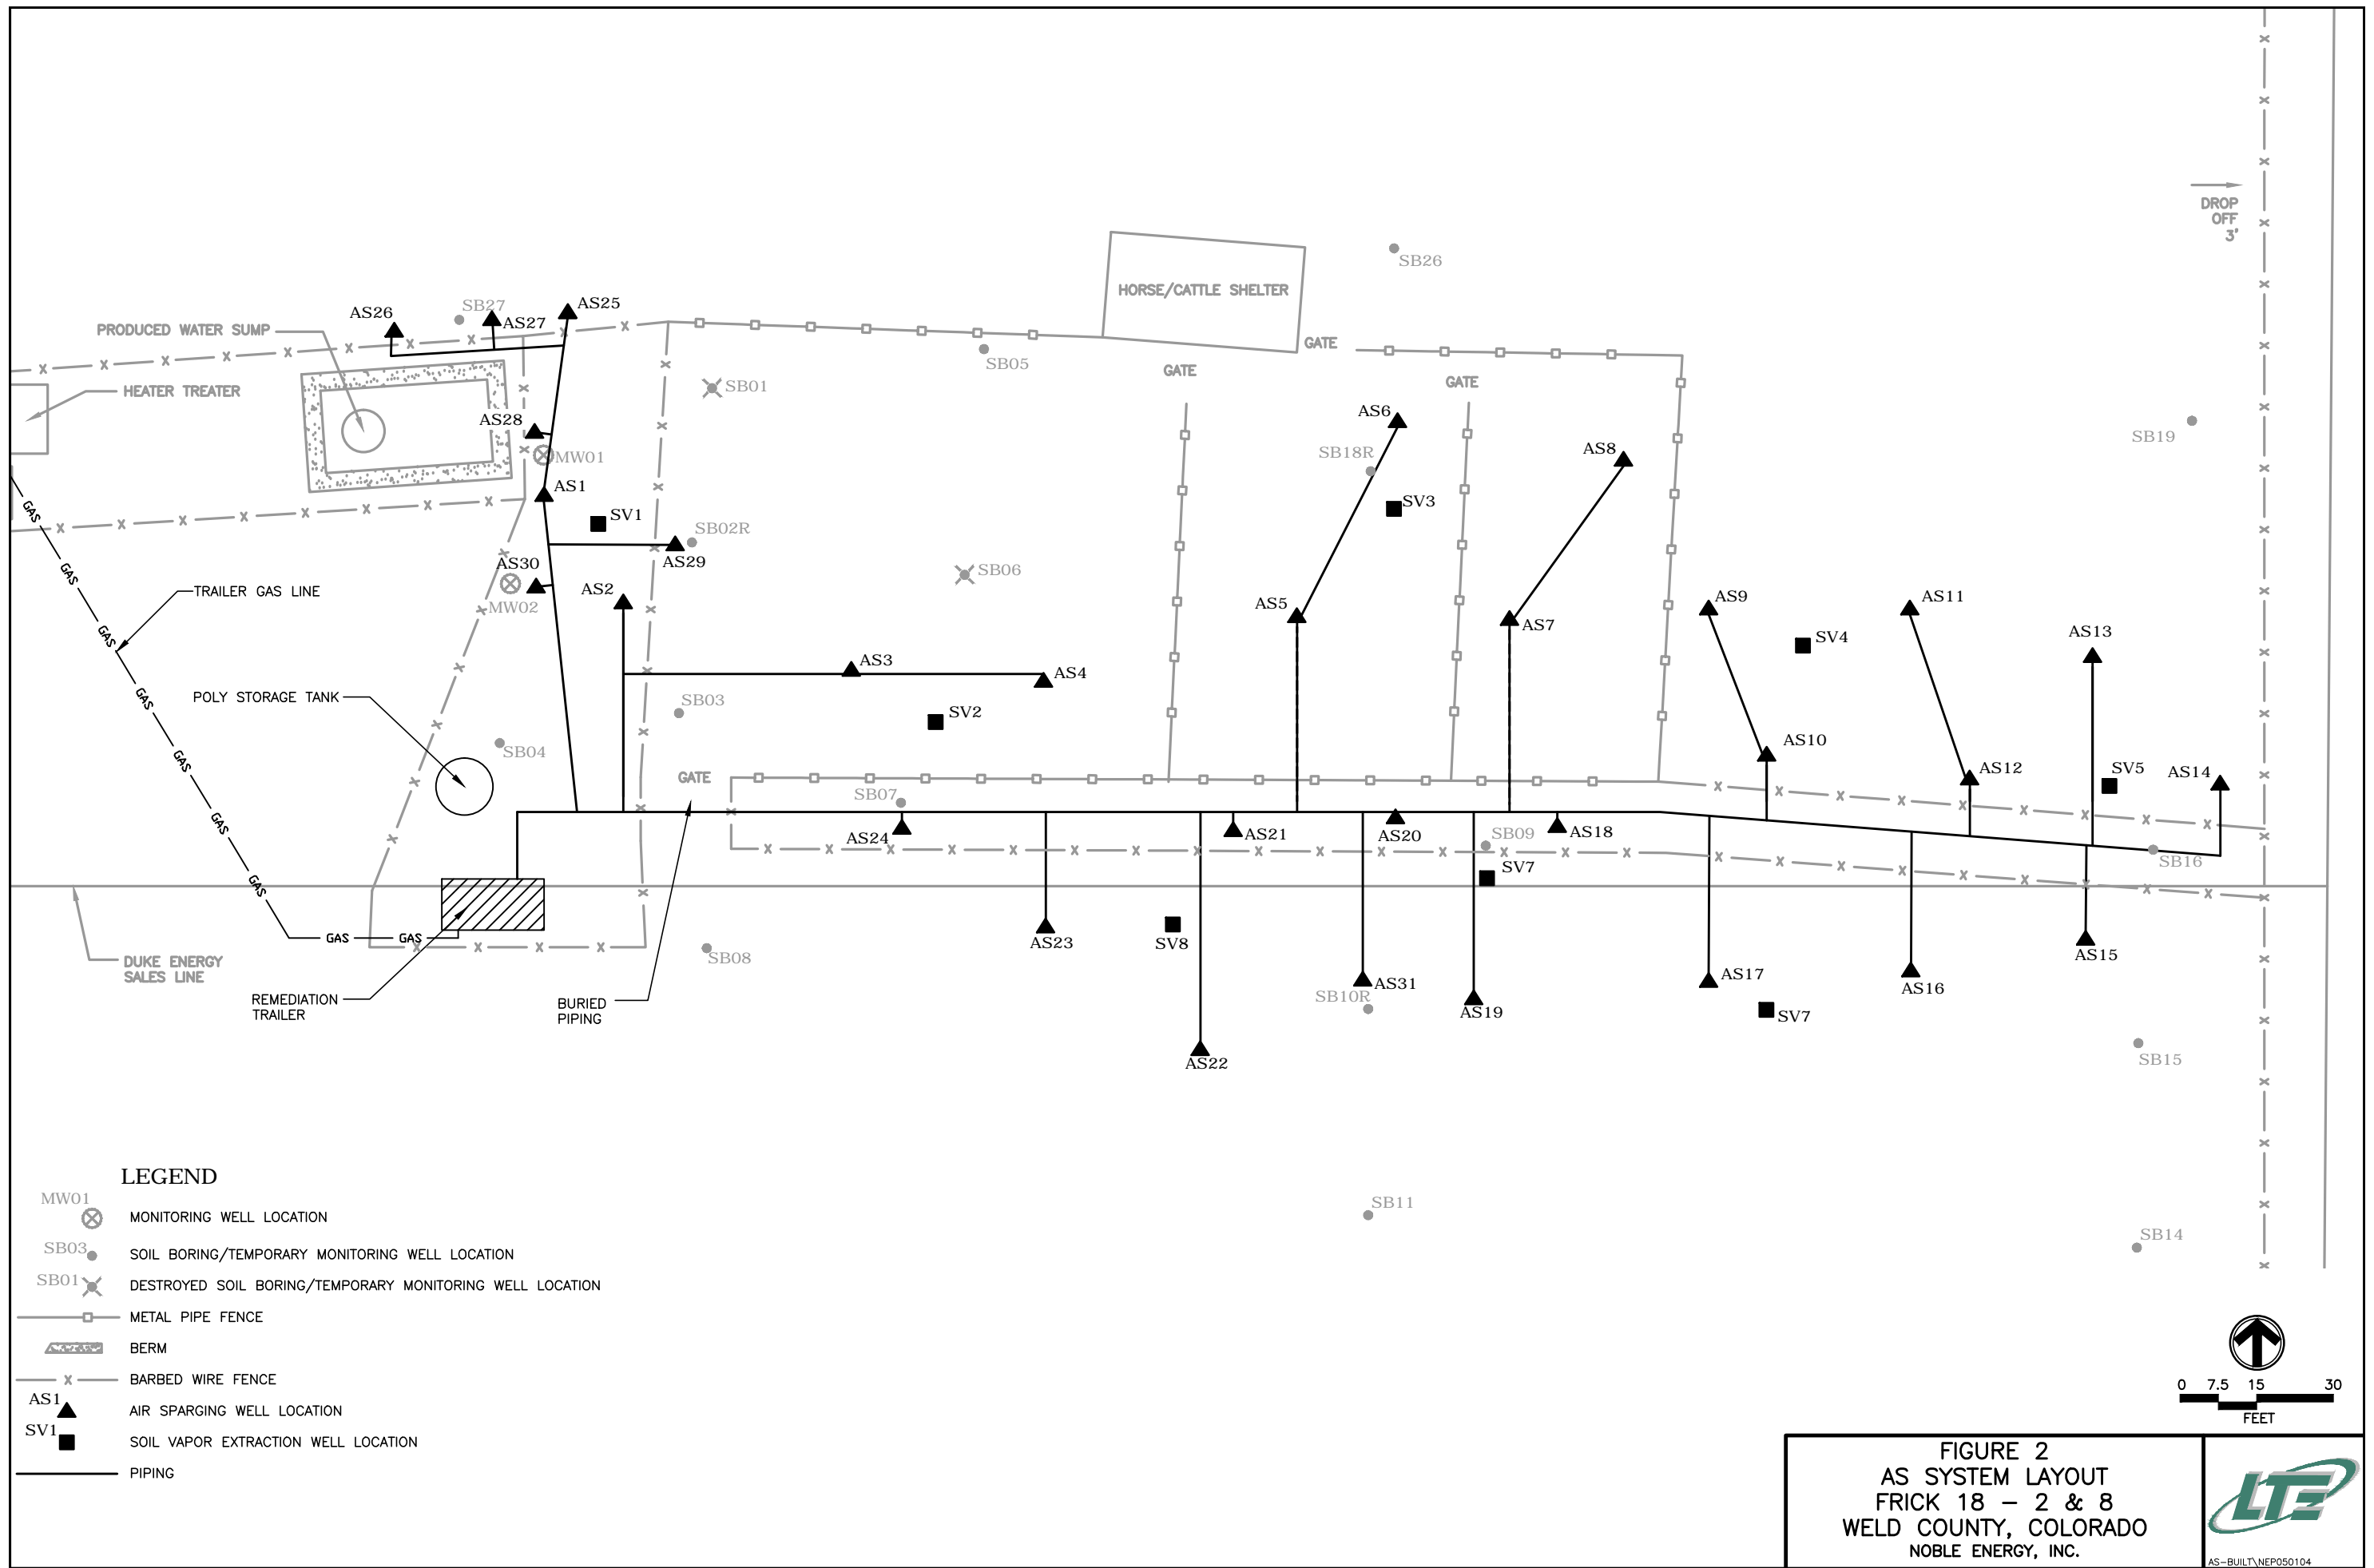 DROP
OFF
3'
SB26
HORSE/CATTLE SHELTER
AS25
SB27
AS26
AS27
PRODUCED WATER SUMP
GATE
SB05
GATE
GATE
HEATER TREATER
SB01
AS28
AS6
SB19
MW01
SB18R
AS8
AS1
SV1
SV3
GAS
SB02R
AS30
AS29
SB06
GAS
AS2
TRAILER GAS LINE
MW02
AS5
AS7
AS9
AS11
AS13
SV4
GAS
AS3
AS4
POLY STORAGE TANK
GAS
SB03
SV2
SB04
AS10
GAS
GATE
AS12
SV5
AS14
SB07
GAS
AS24
AS21
AS20
SB09
AS18
SB16
SV7
GAS
GAS
GAS
AS23
SV8
AS15
DUKE ENERGY
SALES LINE
SB08
AS31
AS17
AS16
REMEDIATION
TRAILER
BURIED
PIPING
SB10R
AS19
SV7
AS22
SB15
SB11
SB14
LEGEND
MW01
MONITORING WELL LOCATION
SB03
SOIL BORING/TEMPORARY MONITORING WELL LOCATION
SB01
DESTROYED SOIL BORING/TEMPORARY MONITORING WELL LOCATION
METAL PIPE FENCE
BERM
BARBED WIRE FENCE
AS1
AIR SPARGING WELL LOCATION
SV1
SOIL VAPOR EXTRACTION WELL LOCATION
PIPING
0 7.5 15 30
FEET
FIGURE 2
AS SYSTEM LAYOUT
FRICK 18 – 2 & 8
WELD COUNTY, COLORADO
NOBLE ENERGY, INC.
LTE
AS-BUILT\NEP050104